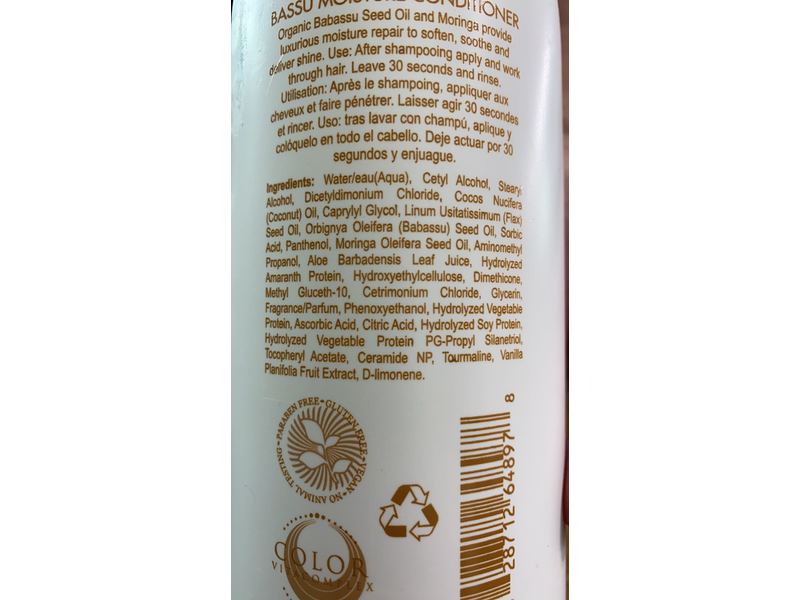 BASSU MOISTURE CONDITIONER
Organic Babassu Seed Oil and Moringa provide
luxurious moisture repair to soften, soothe and
deliver shine. Use: After shampooing apply and work
through hair. Leave 30 seconds and rinse.
Utilisation: Après le shampoing, appliquer aux
cheveux et faire pénétrer. Laisser agir 30 secondes
et rincer. Uso: tras lavar con champú, aplique y
colóquelo en todo el cabello. Deje actuar por 30
segundos y enjuague.
Ingredients: Water/eau(Aqua), Cetyl Alcohol, Stearyl
Alcohol, Dicetyldimonium Chloride, Cocos Nucifera
(Coconut) Oil, Caprylyl Glycol, Linum Usitatissimum (Flax)
Seed Oil, Orbignya Oleifera (Babassu) Seed Oil, Sorbic
Acid, Panthenol, Moringa Oleifera Seed Oil, Aminomethyl
Propanol, Aloe Barbadensis Leaf Juice, Hydrolyzed
Amaranth Protein, Hydroxyethylcellulose, Dimethicone,
Methyl Gluceth-10, Cetrimonium Chloride, Glycerin,
Fragrance/Parfum, Phenoxyethanol, Hydrolyzed Vegetable
Protein, Ascorbic Acid, Citric Acid, Hydrolyzed Soy Protein,
Hydrolyzed Vegetable Protein PG-Propyl Silanetriol,
Tocopheryl Acetate, Ceramide NP, Tourmaline, Vanilla
Planifolia Fruit Extract, D-limonene.
PARABEN FREE • GLUTEN FREE • VEGAN • NO ANIMAL TESTING •
COLOR
VITACOMPLEX
28712 64897 8